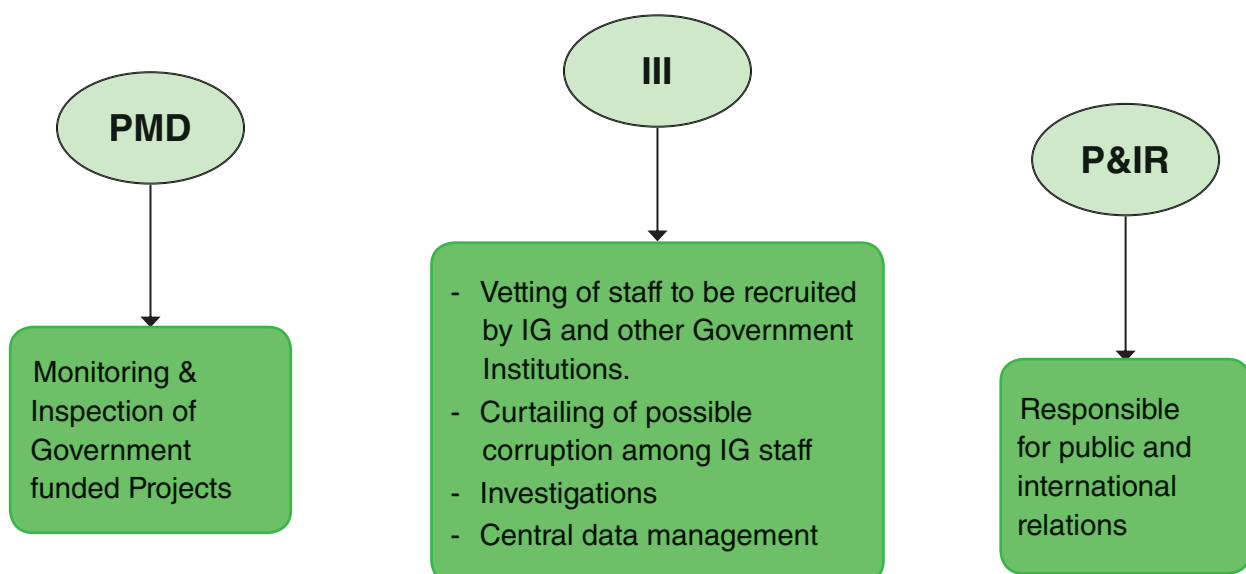 PMD
Monitoring &
Inspection of
Government
funded Projects
III
- Vetting of staff to be recruited
by IG and other Government
Institutions.
- Curtailing of possible
corruption among IG staff
- Investigations
- Central data management
P&IR
Responsible
for public and
international
relations